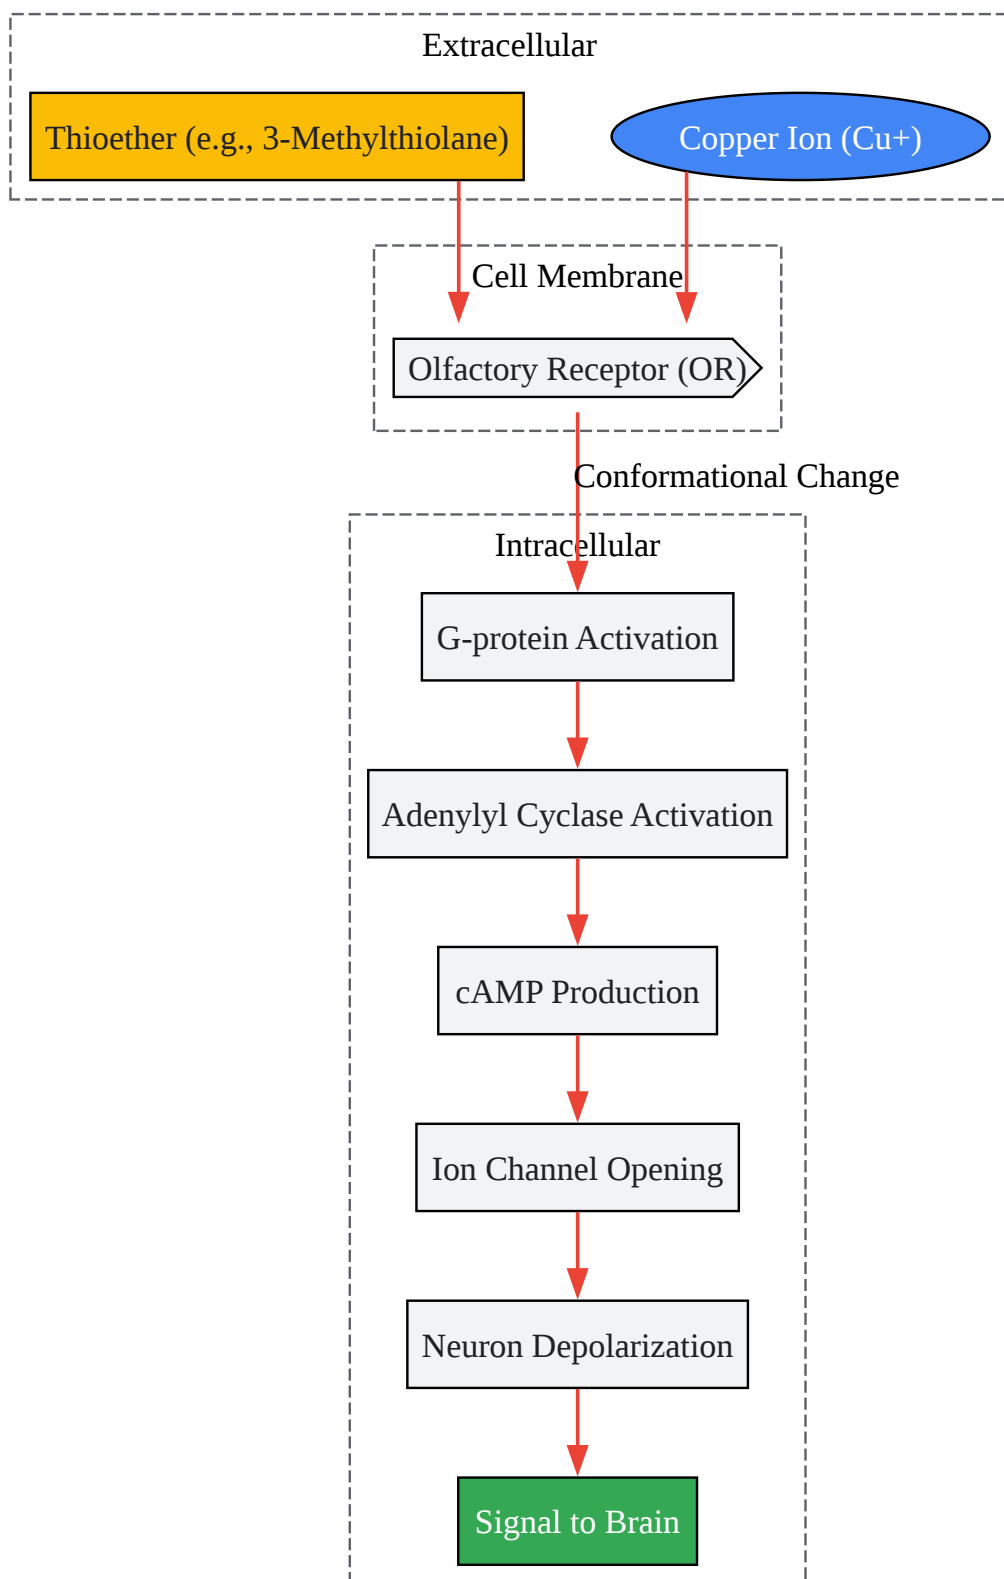 Extracellular
Thioether (e.g., 3-Methylthiolane)
Copper Ion (Cu+)
Cell Membrane
Olfactory Receptor (OR)
Conformational Change
Intracellular
G-protein Activation
Adenylyl Cyclase Activation
cAMP Production
Ion Channel Opening
Neuron Depolarization
Signal to Brain